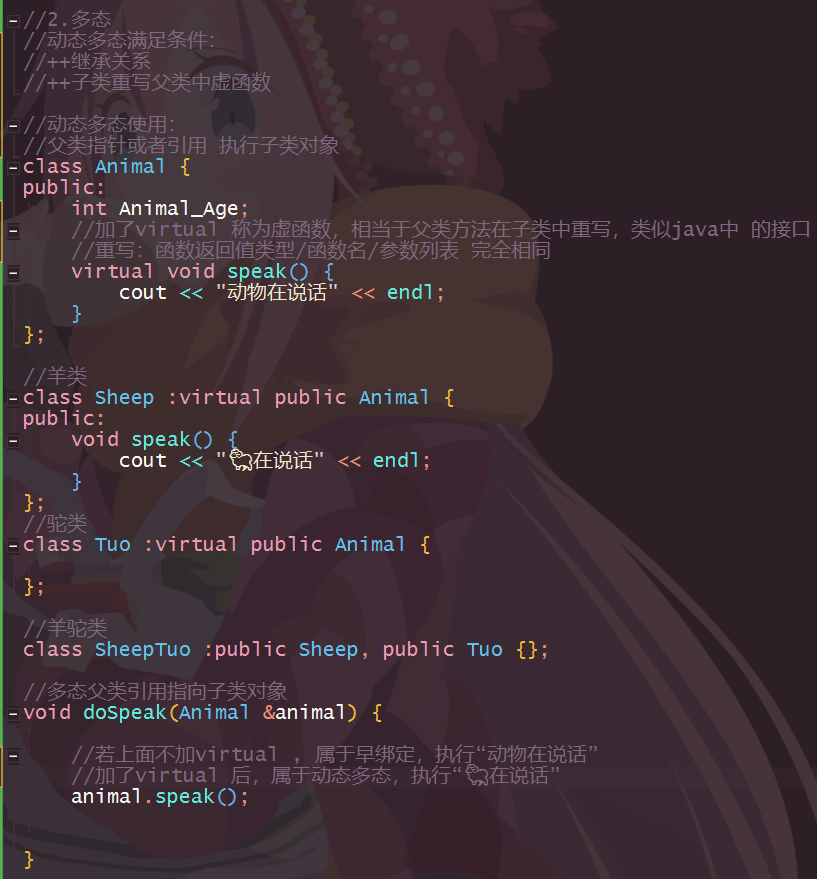 //2.多态
//动态多态满足条件：
//++继承关系
//++子类重写父类中虚函数
//动态多态使用：
//父类指针或者引用 执行子类对象
class Animal {
public:
int Animal_Age;
//加了virtual 称为虚函数，相当于父类方法在子类中重写，类似java中 的接口
//重写：函数返回值类型/函数名/参数列表 完全相同
virtual void speak() {
cout << "动物在说话" << endl;
}
};
//羊类
class Sheep :virtual public Animal {
public:
void speak() {
cout << "🐑在说话" << endl;
}
};
//驼类
class Tuo :virtual public Animal {
};
//羊驼类
class SheepTuo :public Sheep, public Tuo {};
//多态父类引用指向子类对象
void doSpeak(Animal &animal) {
//若上面不加virtual ，属于早绑定，执行“动物在说话”
//加了virtual 后，属于动态多态，执行“🐑在说话”
animal.speak();
}